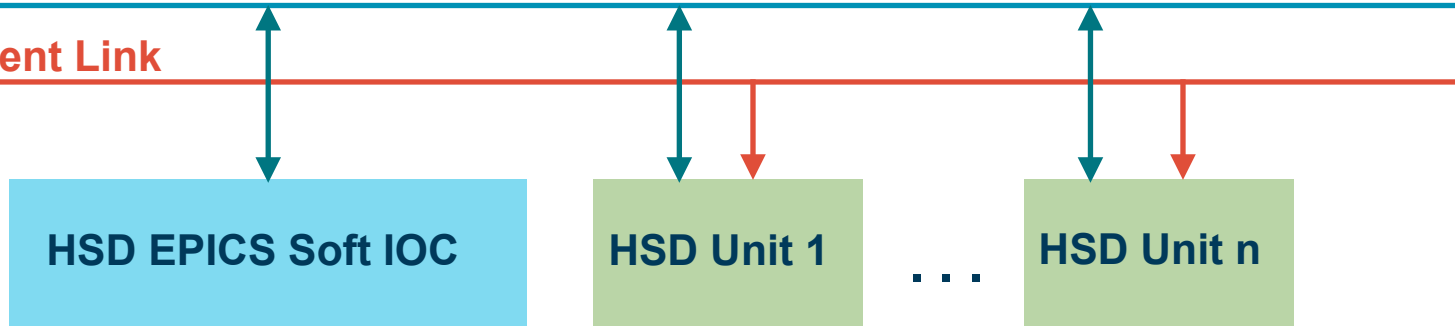 ent Link
HSD EPICS Soft IOC
HSD Unit 1
. . .
HSD Unit n